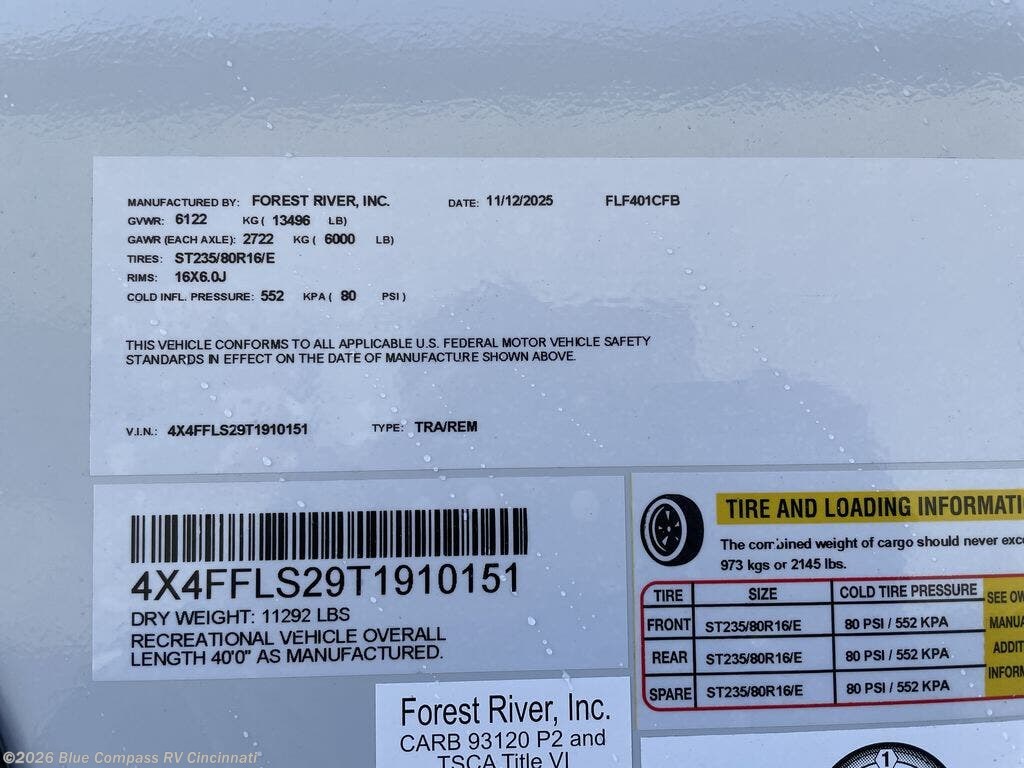 MANUFACTURED BY: FOREST RIVER, INC. DATE: 11/12/2025 FLF401CFB
GVWR: 6122 KG ( 13496 LB)
GAWR (EACH AXLE): 2722 KG ( 6000 LB)
TIRES: ST235/80R16/E
RIMS: 16X6.0J
COLD INFL. PRESSURE: 552 KPA ( 80 PSI )
THIS VEHICLE CONFORMS TO ALL APPLICABLE U.S. FEDERAL MOTOR VEHICLE SAFETY
STANDARDS IN EFFECT ON THE DATE OF MANUFACTURE SHOWN ABOVE.
V.I.N.: 4X4FFLS29T1910151 TYPE: TRA/REM
4X4FFLS29T1910151
DRY WEIGHT: 11292 LBS
RECREATIONAL VEHICLE OVERALL
LENGTH 40'0" AS MANUFACTURED.
TIRE AND LOADING INFORMATI
The combined weight of cargo should never exc
973 kgs or 2145 lbs.
TIRE SIZE COLD TIRE PRESSURE
FRONT ST235/80R16/E 80 PSI / 552 KPA
REAR ST235/80R16/E 80 PSI / 552 KPA
SPARE ST235/80R16/E 80 PSI / 552 KPA
SEE OW
MANUA
ADDIT
INFORM
Forest River, Inc.
CARB 93120 P2 and
TSCA Title VI
1
©2026 Blue Compass RV Cincinnati